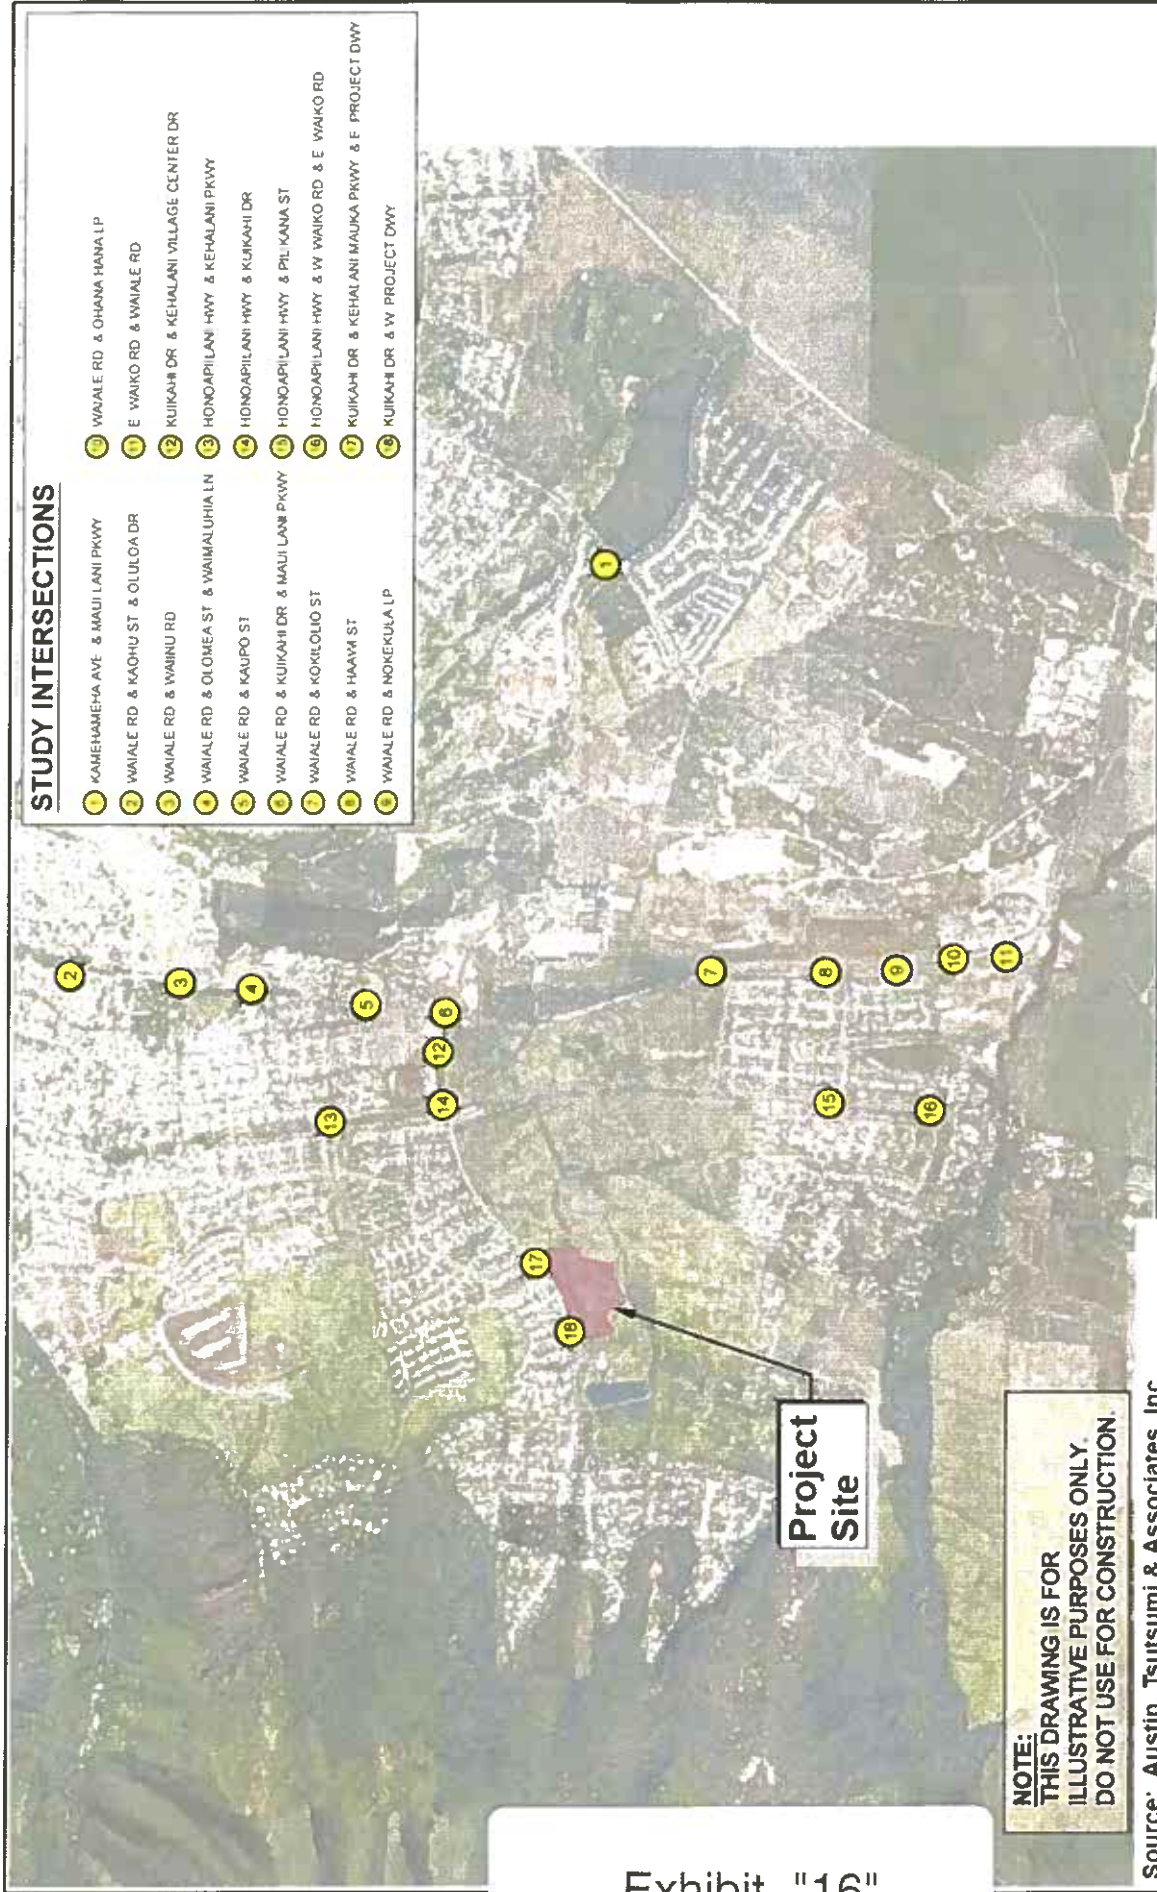 STUDY INTERSECTIONS
1 KAMEHAMEHA AVE & MAUI LANI PKWY
2 WAIALE RD & KAOHU ST & OLULOA DR
3 WAIALE RD & WAIINU RD
4 WAIALE RD & OLOMEA ST & WAIMALUHIA LN
5 WAIALE RD & KAUPO ST
6 WAIALE RD & KUIKAHI DR & MAUI LANI PKWY
7 WAIALE RD & KOKILOLIO ST
8 WAIALE RD & HAAWI ST
9 WAIALE RD & NOKEKULA LP
10 WAIALE RD & OHANA HANA LP
11 E WAIKO RD & WAIALE RD
12 KUIKAHI DR & KEHALANI VILLAGE CENTER DR
13 HONOAPIILANI HWY & KEHALANI PKWY
14 HONOAPIILANI HWY & KUIKAHI DR
15 HONOAPIILANI HWY & PILIKANA ST
16 HONOAPIILANI HWY & W WAIKO RD & E WAIKO RD
17 KUIKAHI DR & KEHALANI MAUKA PKWY & E PROJECT DWY
18 KUIKAHI DR & W PROJECT DWY
2
3
4
5
13
12
6
14
17
18
1
7
8
9
10
11
15
16
Project
Site
NOTE:
THIS DRAWING IS FOR
ILLUSTRATIVE PURPOSES ONLY.
DO NOT USE FOR CONSTRUCTION.
Source: Austin, Tsutsumi & Associates, Inc.
Exhibit "16"